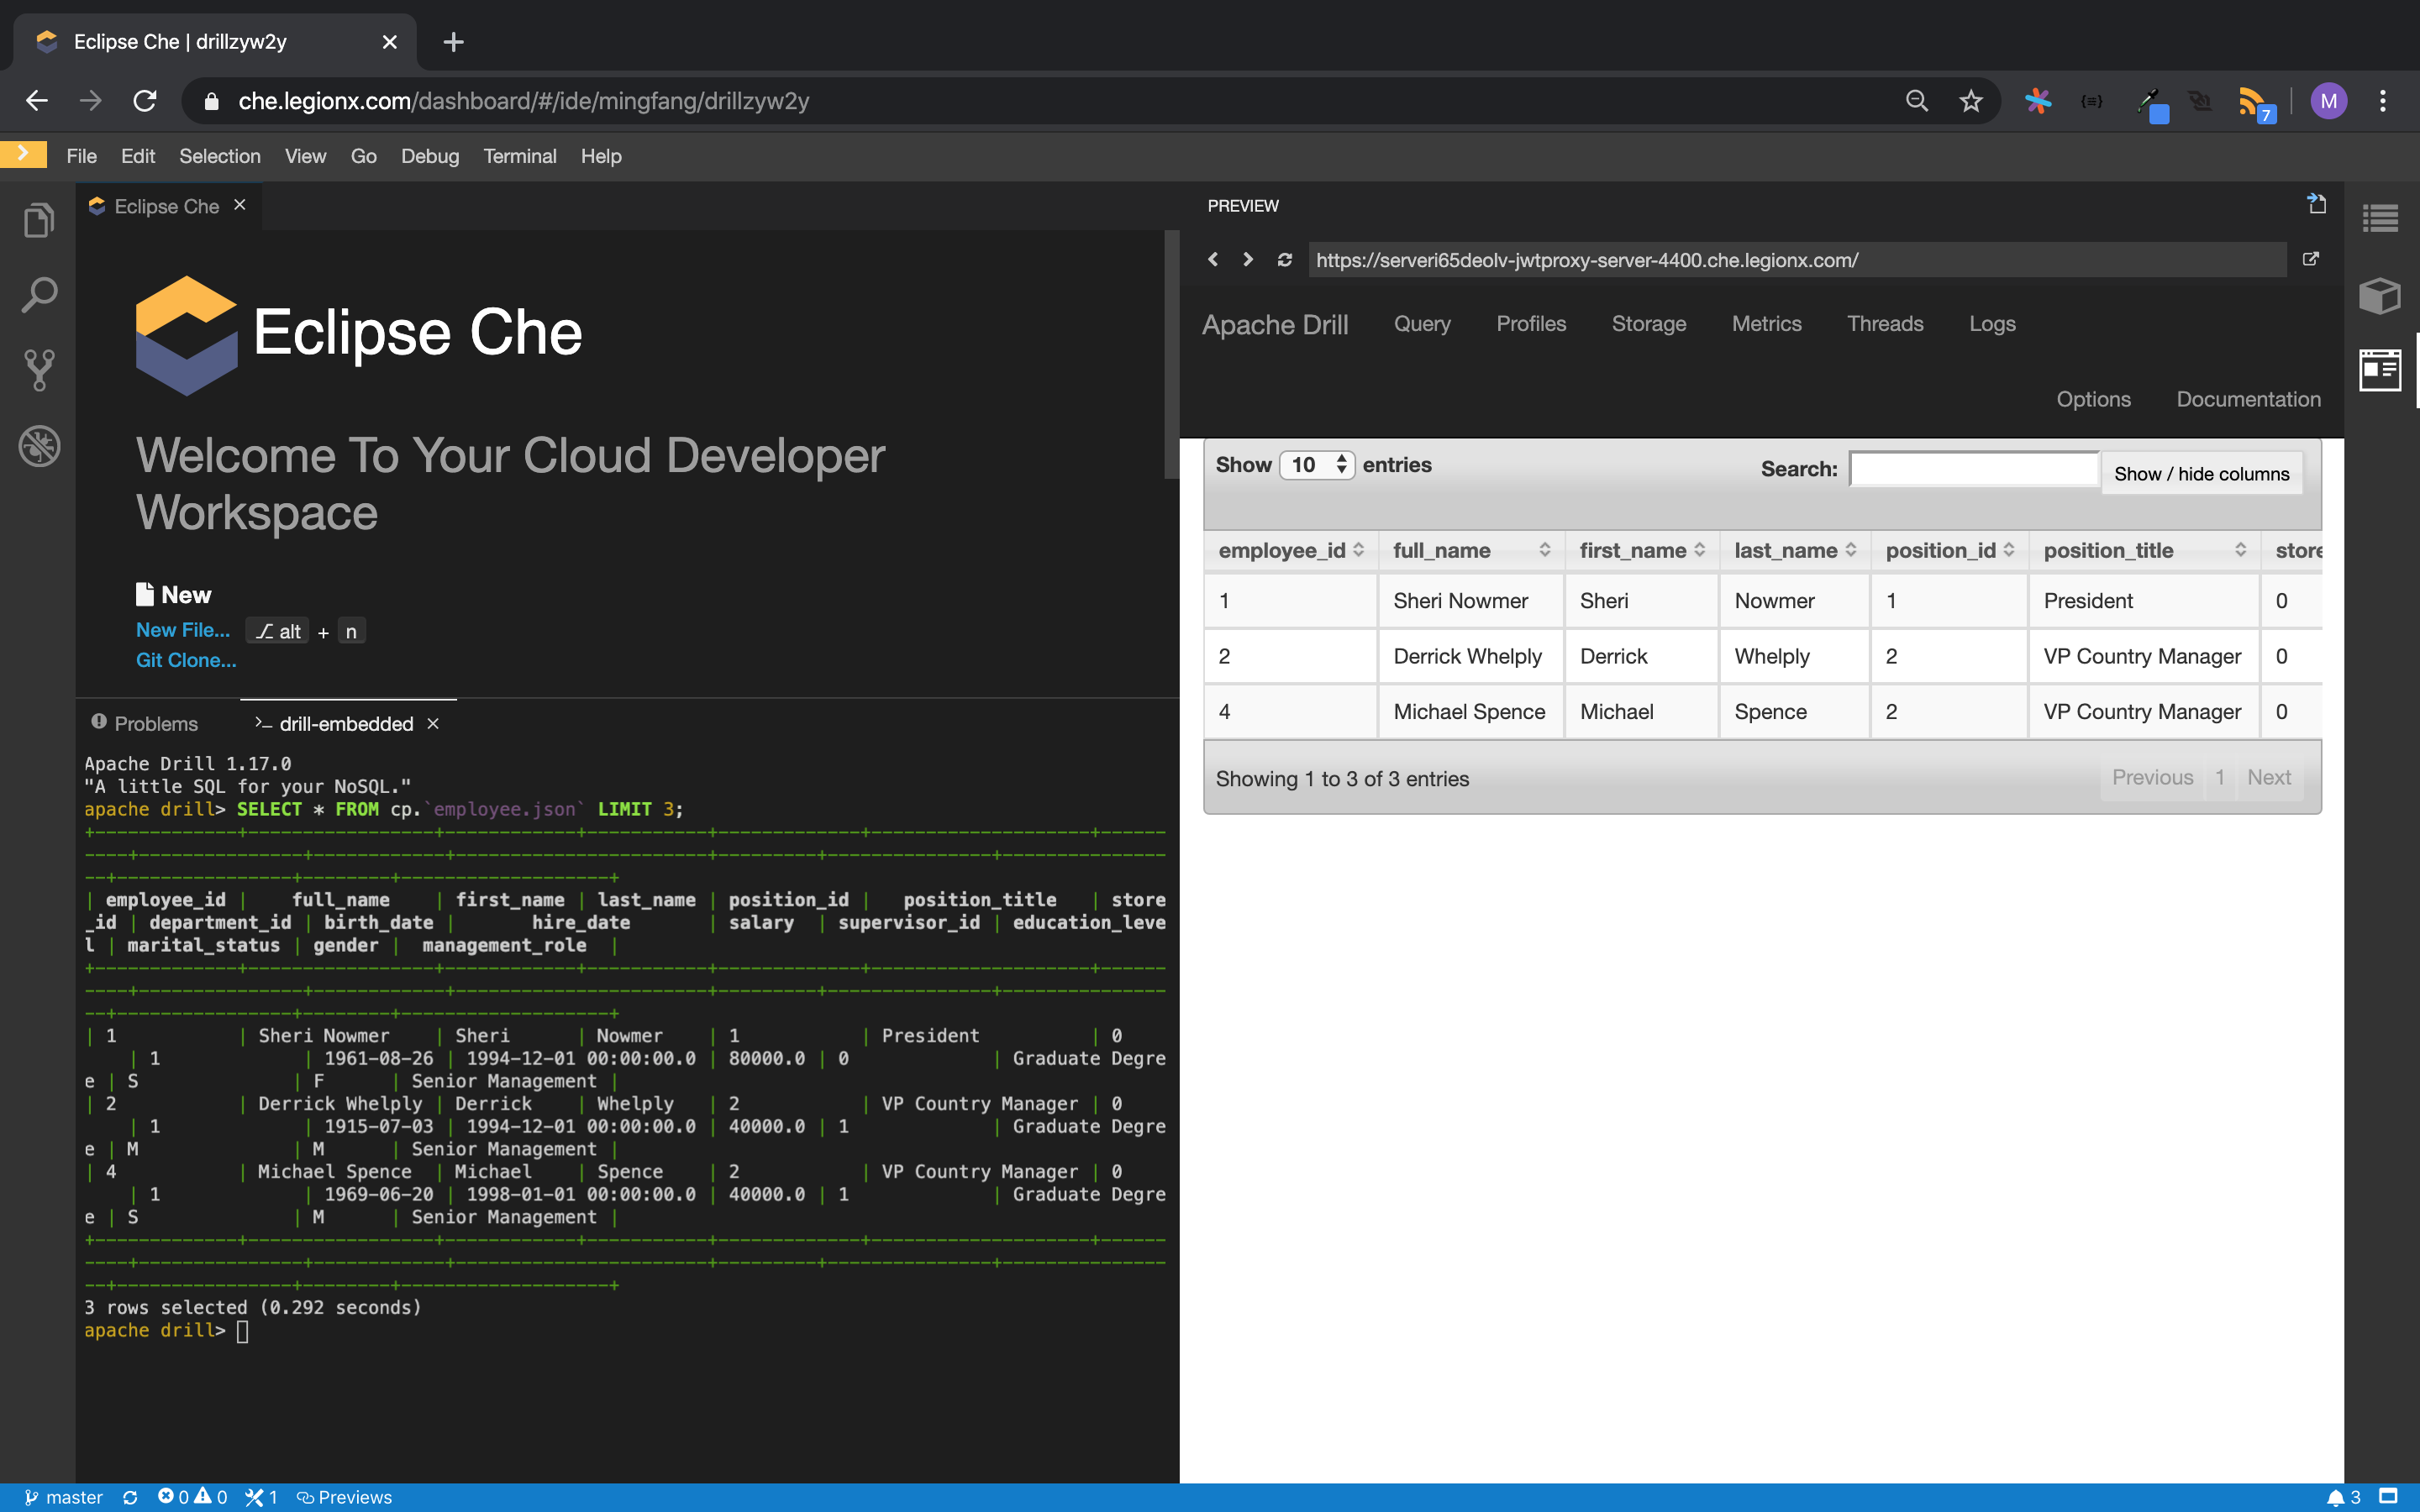 Eclipse Che | drillzyw2y
che.legionx.com/dashboard/#/ide/mingfang/drillzyw2y
7
M
File Edit Selection View Go Debug Terminal Help
Eclipse Che
Eclipse Che
Welcome To Your Cloud Developer
Workspace
New
New File... alt + n
Git Clone...
Problems >_ drill-embedded
Apache Drill 1.17.0
"A little SQL for your NoSQL."
apache drill> SELECT * FROM cp.`employee.json` LIMIT 3;
| employee_id | full_name | first_name | last_name | position_id | position_title | store
_id | department_id | birth_date | hire_date | salary | supervisor_id | education_leve
l | marital_status | gender | management_role |
| 1 | Sheri Nowmer | Sheri | Nowmer | 1 | President | 0
| 1 | 1961-08-26 | 1994-12-01 00:00:00.0 | 80000.0 | 0 | Graduate Degre
e | S | F | Senior Management |
| 2 | Derrick Whelply | Derrick | Whelply | 2 | VP Country Manager | 0
| 1 | 1915-07-03 | 1994-12-01 00:00:00.0 | 40000.0 | 1 | Graduate Degre
e | M | M | Senior Management |
| 4 | Michael Spence | Michael | Spence | 2 | VP Country Manager | 0
| 1 | 1969-06-20 | 1998-01-01 00:00:00.0 | 40000.0 | 1 | Graduate Degre
e | S | M | Senior Management |
3 rows selected (0.292 seconds)
apache drill>
PREVIEW
https://serveri65deolv-jwtproxy-server-4400.che.legionx.com/
Apache Drill Query Profiles Storage Metrics Threads Logs
Options Documentation
Show 10 entries Search: Show / hide columns
employee_id full_name first_name last_name position_id position_title store
1 Sheri Nowmer Sheri Nowmer 1 President 0
2 Derrick Whelply Derrick Whelply 2 VP Country Manager 0
4 Michael Spence Michael Spence 2 VP Country Manager 0
Showing 1 to 3 of 3 entries Previous 1 Next
master 0 0 1 Previews 3